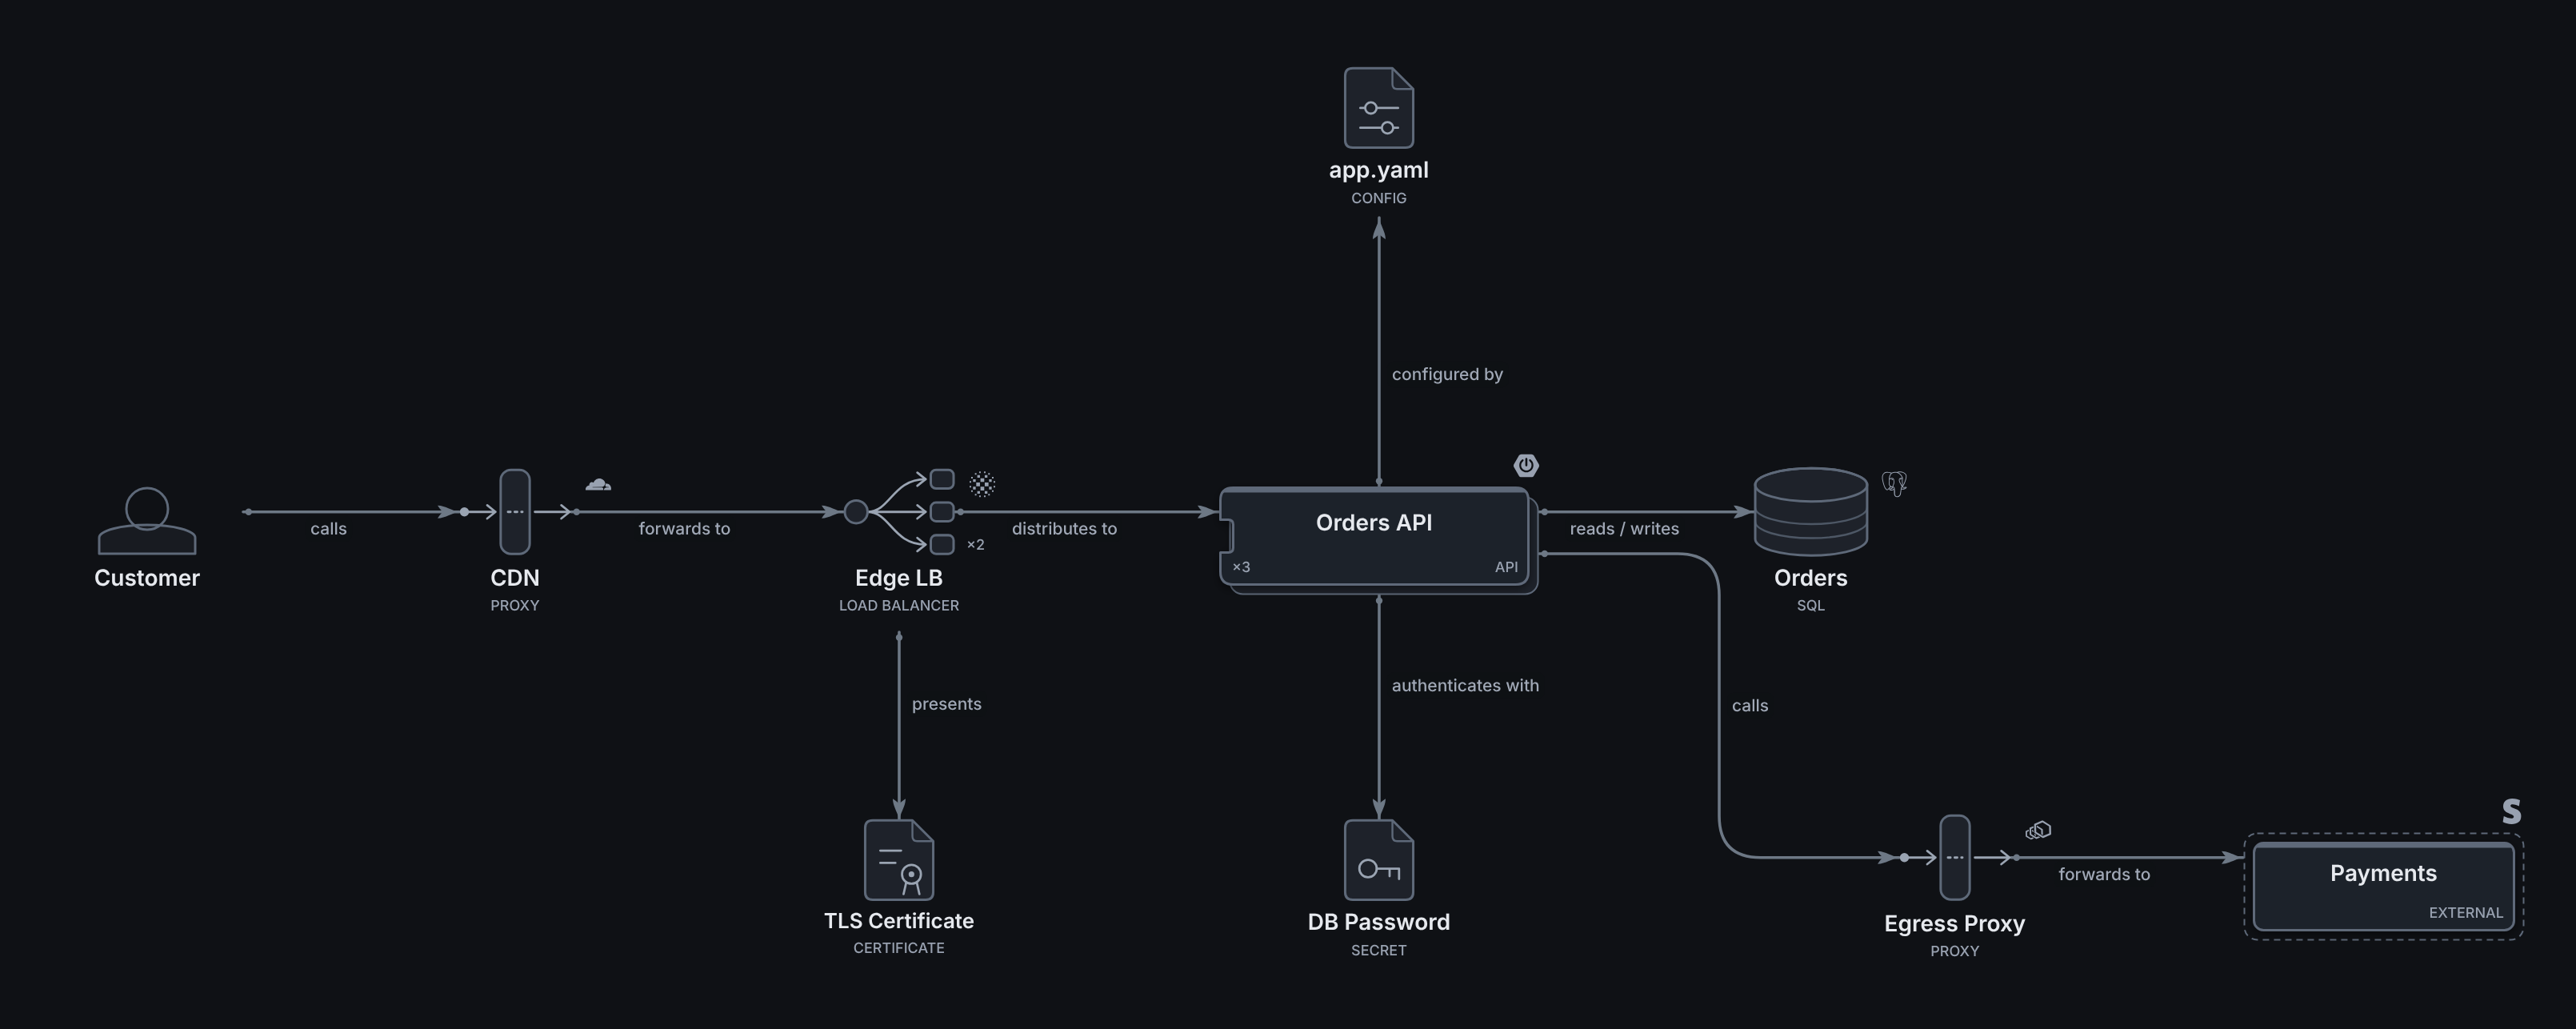 app.yaml
CONFIG
configured by
Customer
calls
CDN
PROXY
forwards to
Edge LB
LOAD BALANCER
×2
distributes to
Orders API
×3
API
reads / writes
Orders
SQL
presents
authenticates with
calls
TLS Certificate
CERTIFICATE
DB Password
SECRET
Egress Proxy
PROXY
forwards to
S
Payments
EXTERNAL